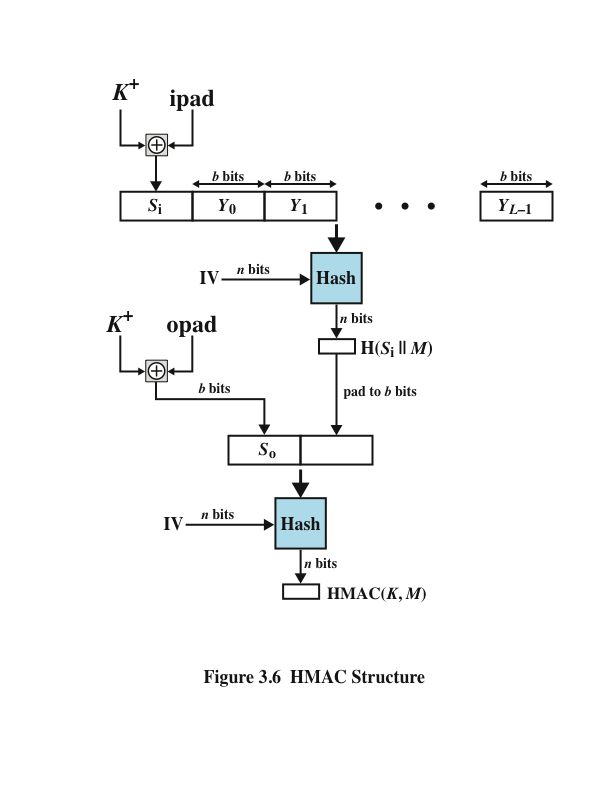 K+ ipad
b bits b bits b bits
Si Y0 Y1 • • • YL–1
IV n bits Hash
n bits
K+ opad
H(Si || M)
b bits pad to b bits
So
IV n bits Hash
n bits
HMAC(K, M)
Figure 3.6 HMAC Structure